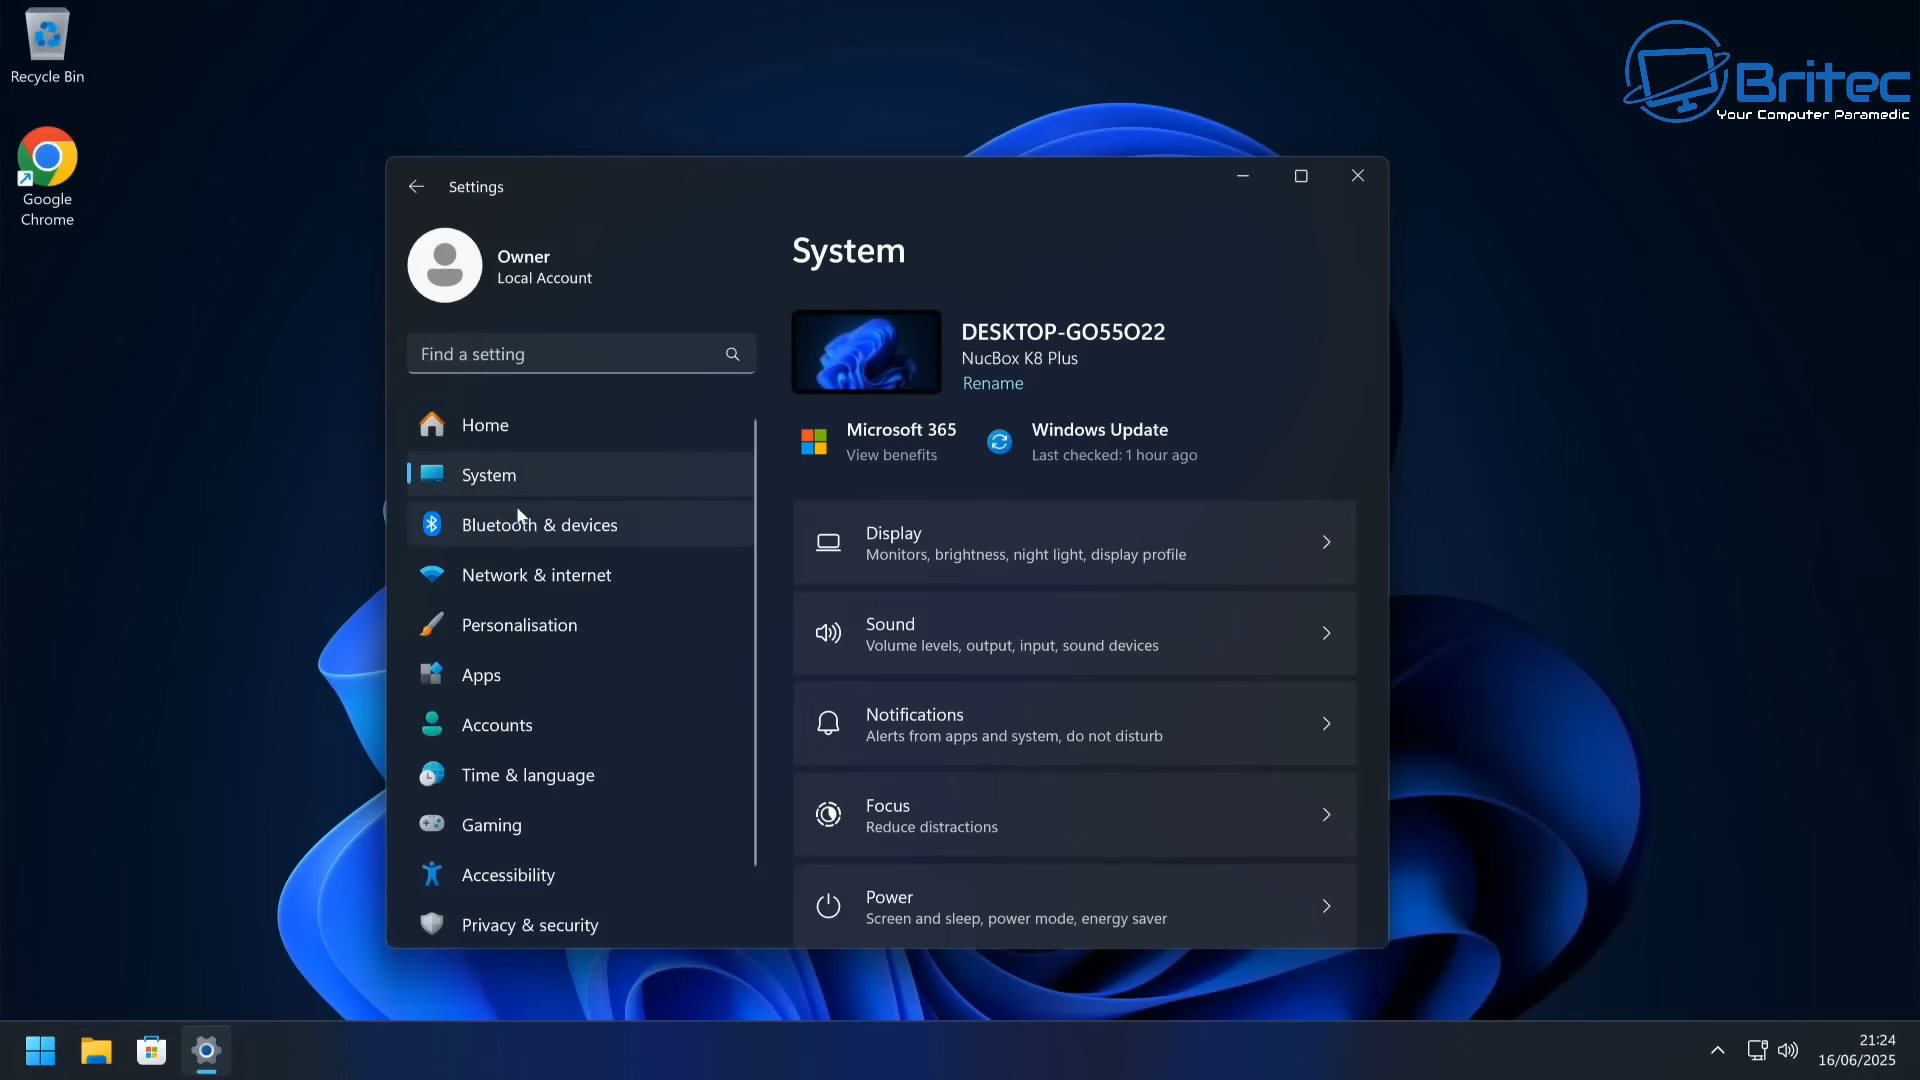 Recycle Bin
Google
Chrome
Britec
Your Computer Paramedic
Settings
Owner
Local Account
Find a setting
Home
System
Bluetooth & devices
Network & internet
Personalisation
Apps
Accounts
Time & language
Gaming
Accessibility
Privacy & security
System
DESKTOP-GO55O22
NucBox K8 Plus
Rename
Microsoft 365
View benefits
Windows Update
Last checked: 1 hour ago
Display
Monitors, brightness, night light, display profile
Sound
Volume levels, output, input, sound devices
Notifications
Alerts from apps and system, do not disturb
Focus
Reduce distractions
Power
Screen and sleep, power mode, energy saver
21:24
16/06/2025